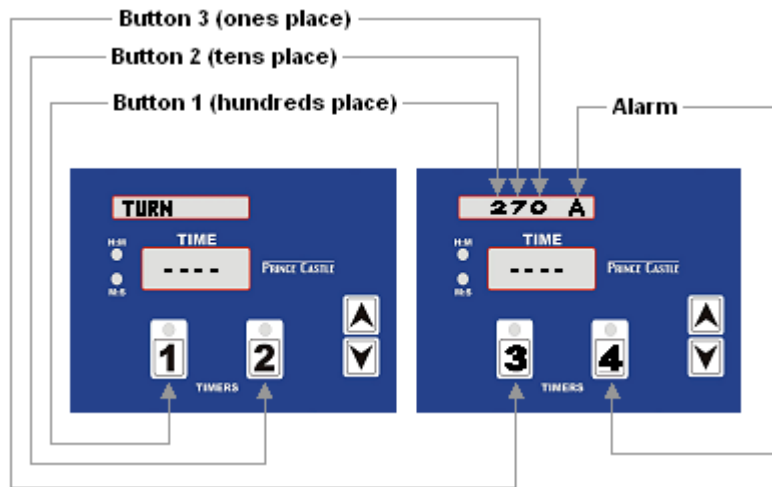 Button 3 (ones place)
Button 2 (tens place)
Button 1 (hundreds place)
Alarm
TURN
270 A
H:M
TIME
M:S
----
PRINCE CASTLE
1
2
TIMERS
H:M
TIME
M:S
----
PRINCE CASTLE
3
4
TIMERS